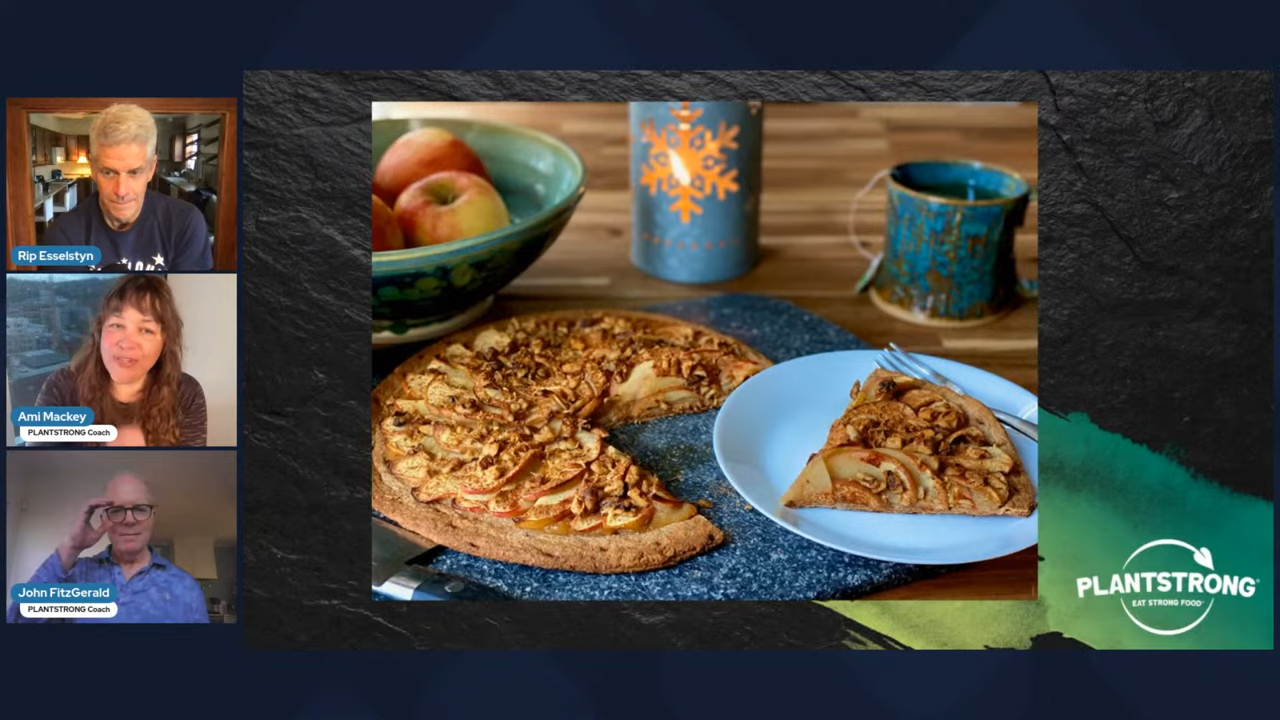 Rip Esselstyn
Ami Mackey
PLANTSTRONG Coach
John FitzGerald
PLANTSTRONG Coach
PLANTSTRONG
EAT STRONG FOOD